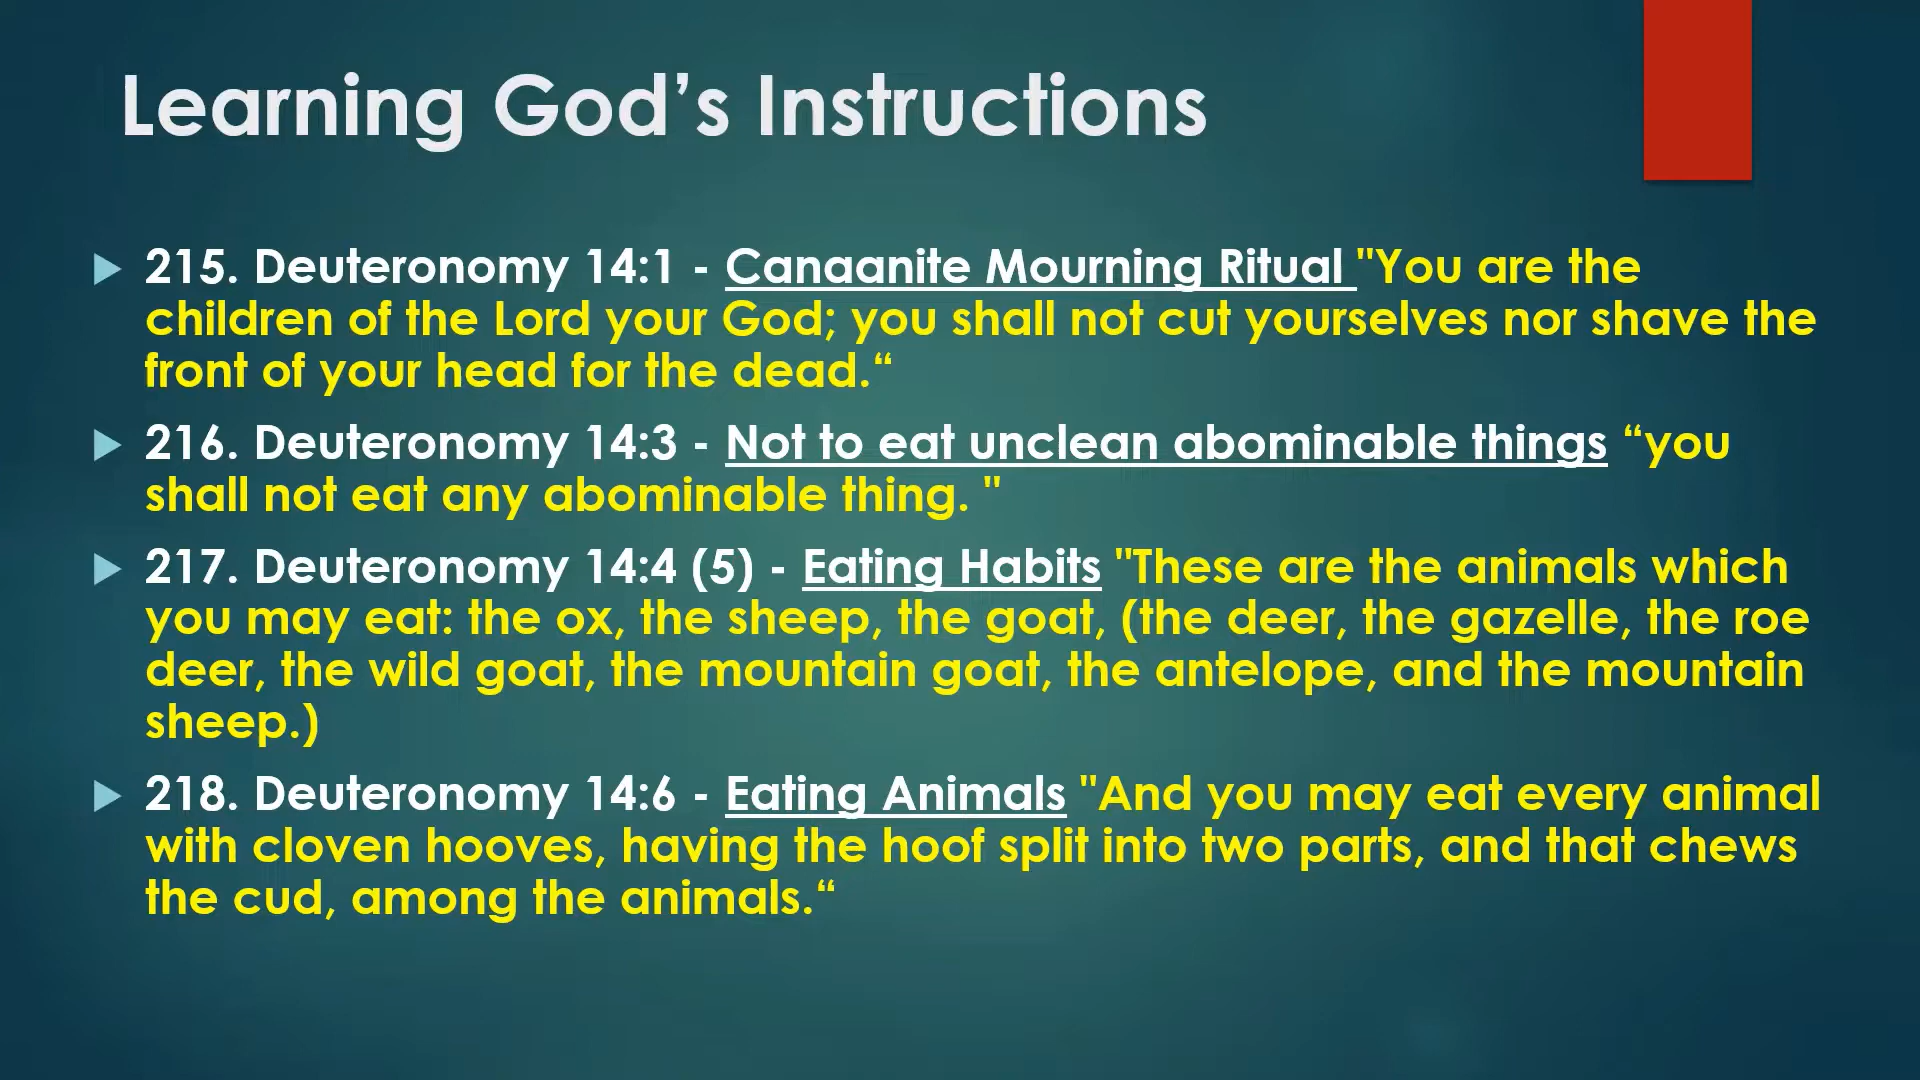 Learning God’s Instructions
215. Deuteronomy 14:1 - Canaanite Mourning Ritual "You are the
children of the Lord your God; you shall not cut yourselves nor shave the
front of your head for the dead.“
216. Deuteronomy 14:3 - Not to eat unclean abominable things “you
shall not eat any abominable thing. "
217. Deuteronomy 14:4 (5) - Eating Habits "These are the animals which
you may eat: the ox, the sheep, the goat, (the deer, the gazelle, the roe
deer, the wild goat, the mountain goat, the antelope, and the mountain
sheep.)
218. Deuteronomy 14:6 - Eating Animals "And you may eat every animal
with cloven hooves, having the hoof split into two parts, and that chews
the cud, among the animals.“